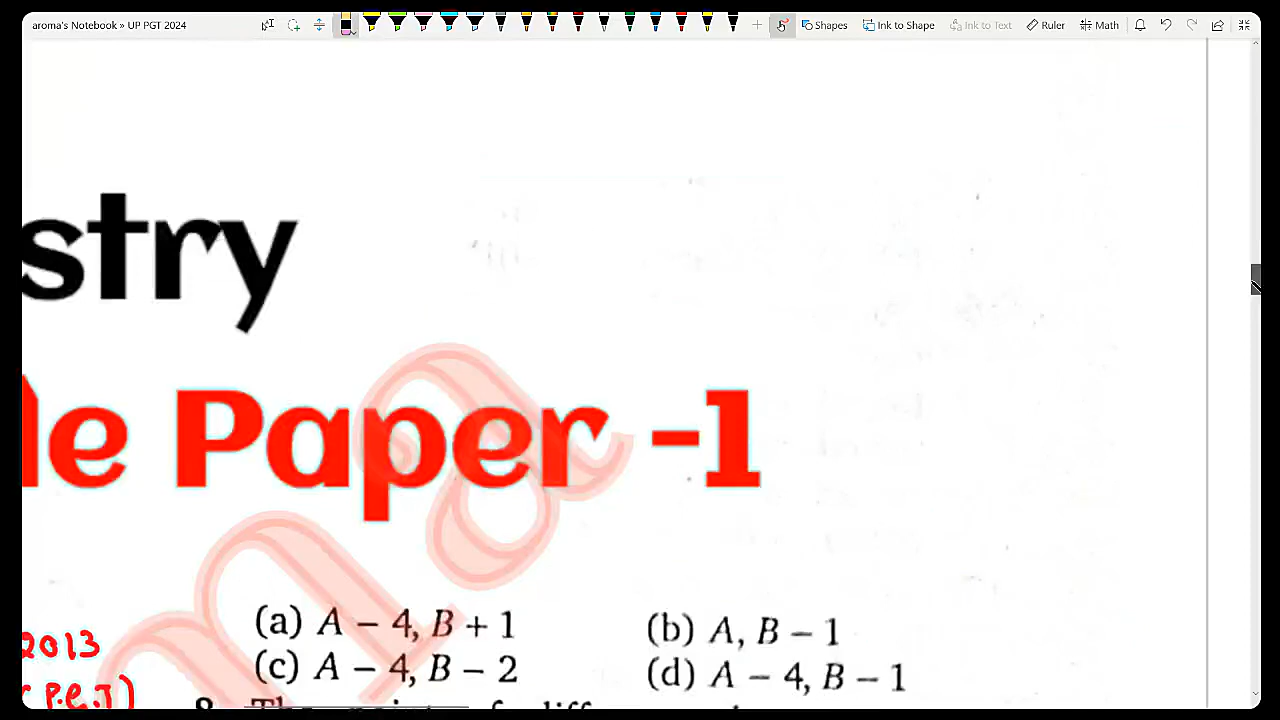 aroma's Notebook » UP PGT 2024
Shapes
Ink to Shape
Ink to Text
Ruler
Math
stry
le Paper -1
(a) A – 4, B + 1
(b) A, B – 1
2013
(c) A – 4, B – 2
(d) A – 4, B – 1
P.G.T)
8.